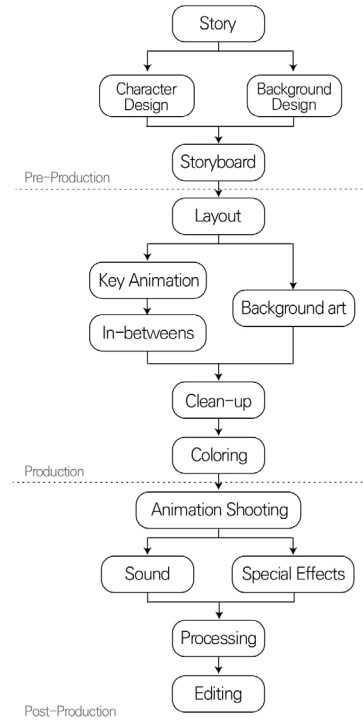 Story
Character
Design
Background
Design
Storyboard
Pre-Production
Layout
Key Animation
Background art
In-betweens
Clean-up
Coloring
Production
Animation Shooting
Sound
Special Effects
Processing
Editing
Post-Production